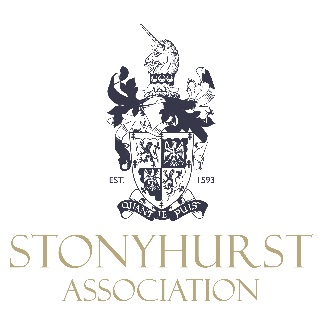 EST. 1593
QUANT JE PUIS
STONYHURST
ASSOCIATION